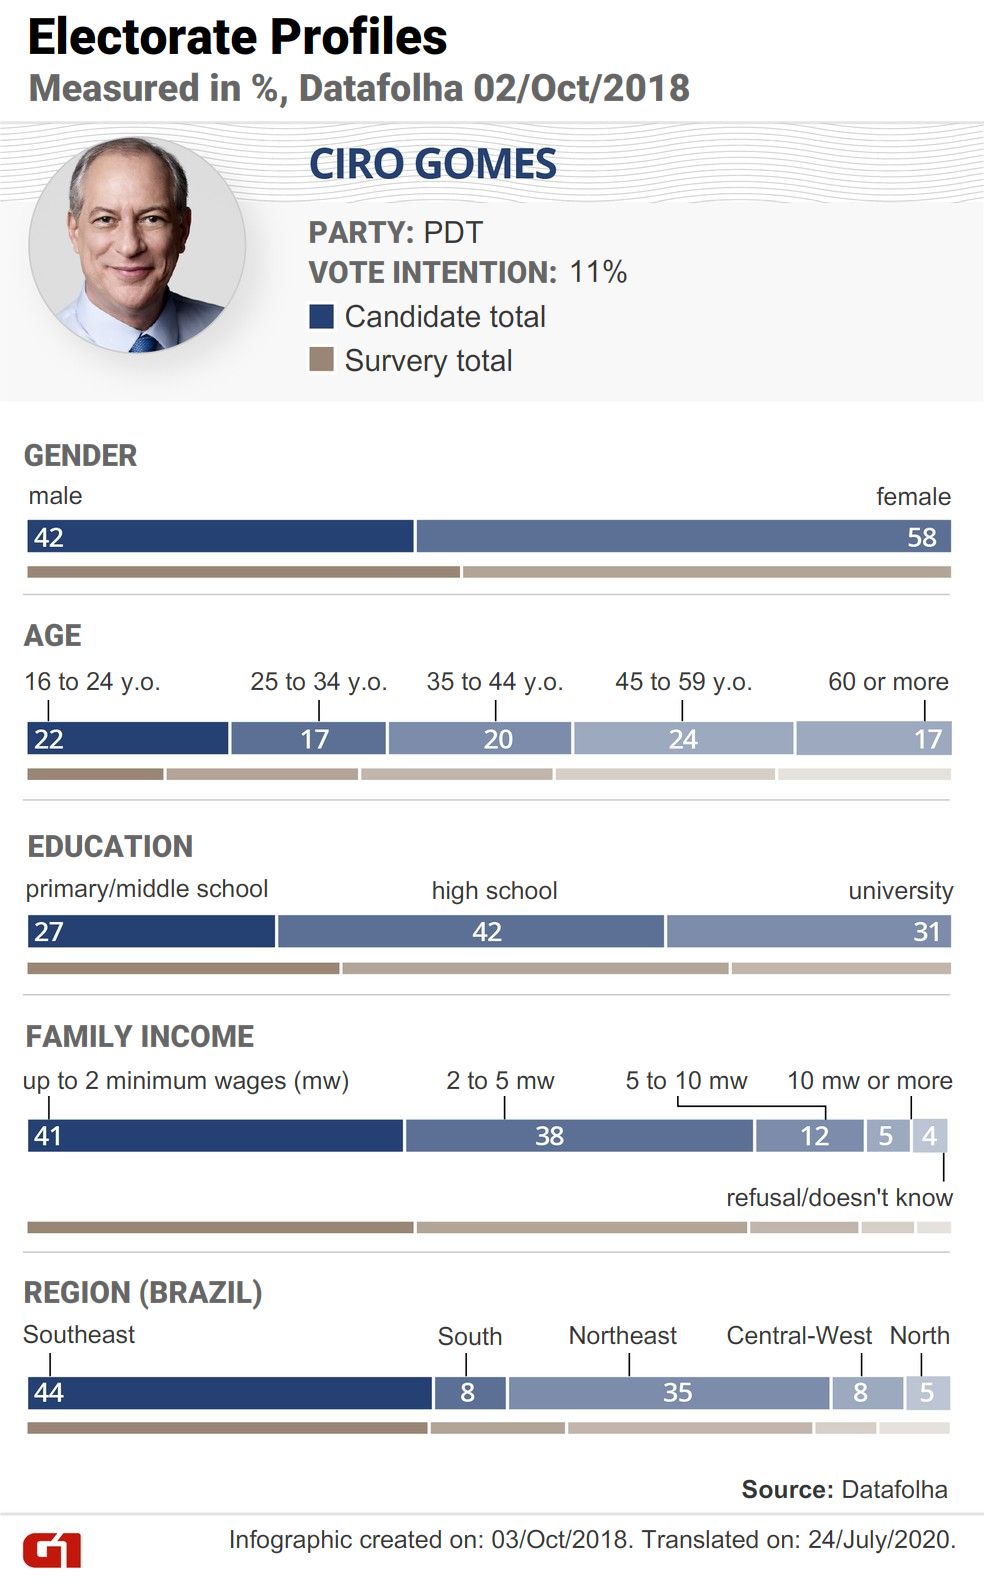 Electorate Profiles
Measured in %, Datafolha 02/Oct/2018
CIRO GOMES
PARTY: PDT
VOTE INTENTION: 11%
Candidate total
Survery total
GENDER
male female
42 58
AGE
16 to 24 y.o. 25 to 34 y.o. 35 to 44 y.o. 45 to 59 y.o. 60 or more
22 17 20 24 17
EDUCATION
primary/middle school high school university
27 42 31
FAMILY INCOME
up to 2 minimum wages (mw) 2 to 5 mw 5 to 10 mw 10 mw or more
41 38 12 5 4
refusal/doesn't know
REGION (BRAZIL)
Southeast South Northeast Central-West North
44 8 35 8 5
Source: Datafolha
G1 Infographic created on: 03/Oct/2018. Translated on: 24/July/2020.